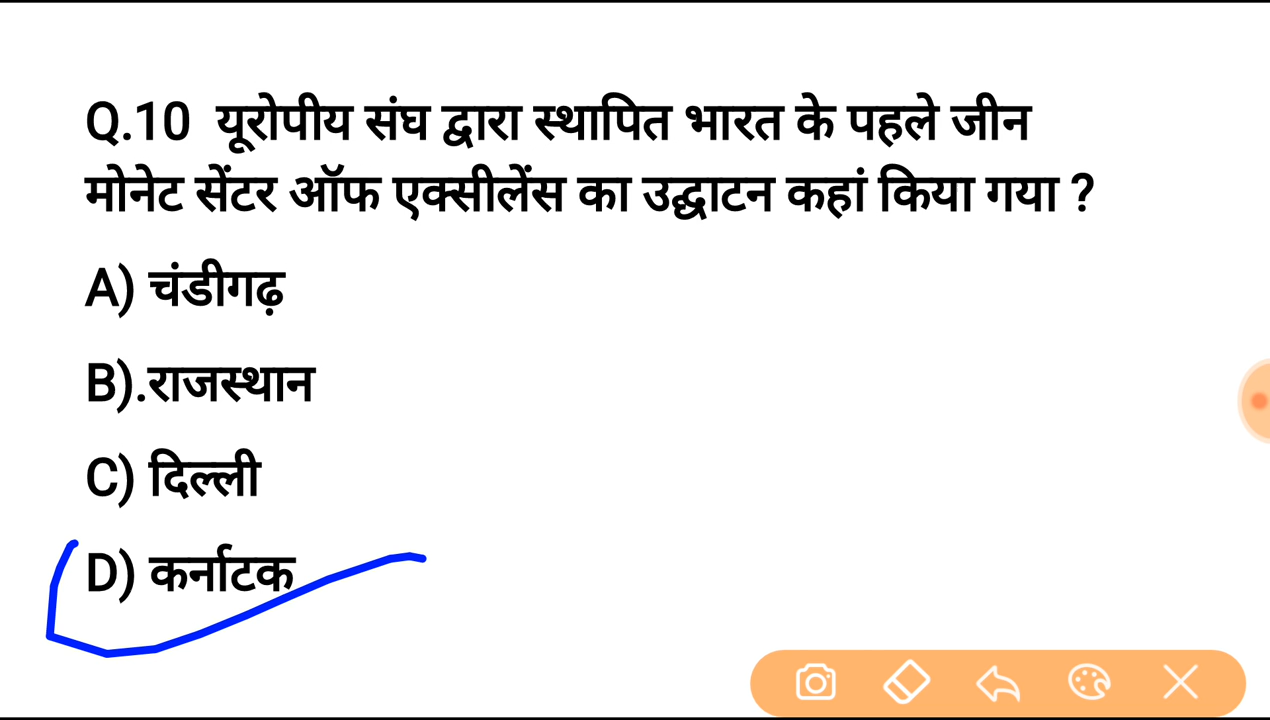 Q.10 यूरोपीय संघ द्वारा स्थापित भारत के पहले जीन
मोनेट सेंटर ऑफ एक्सीलेंस का उद्घाटन कहां किया गया ?
A) चंडीगढ़
B).राजस्थान
C) दिल्ली
D) कर्नाटक